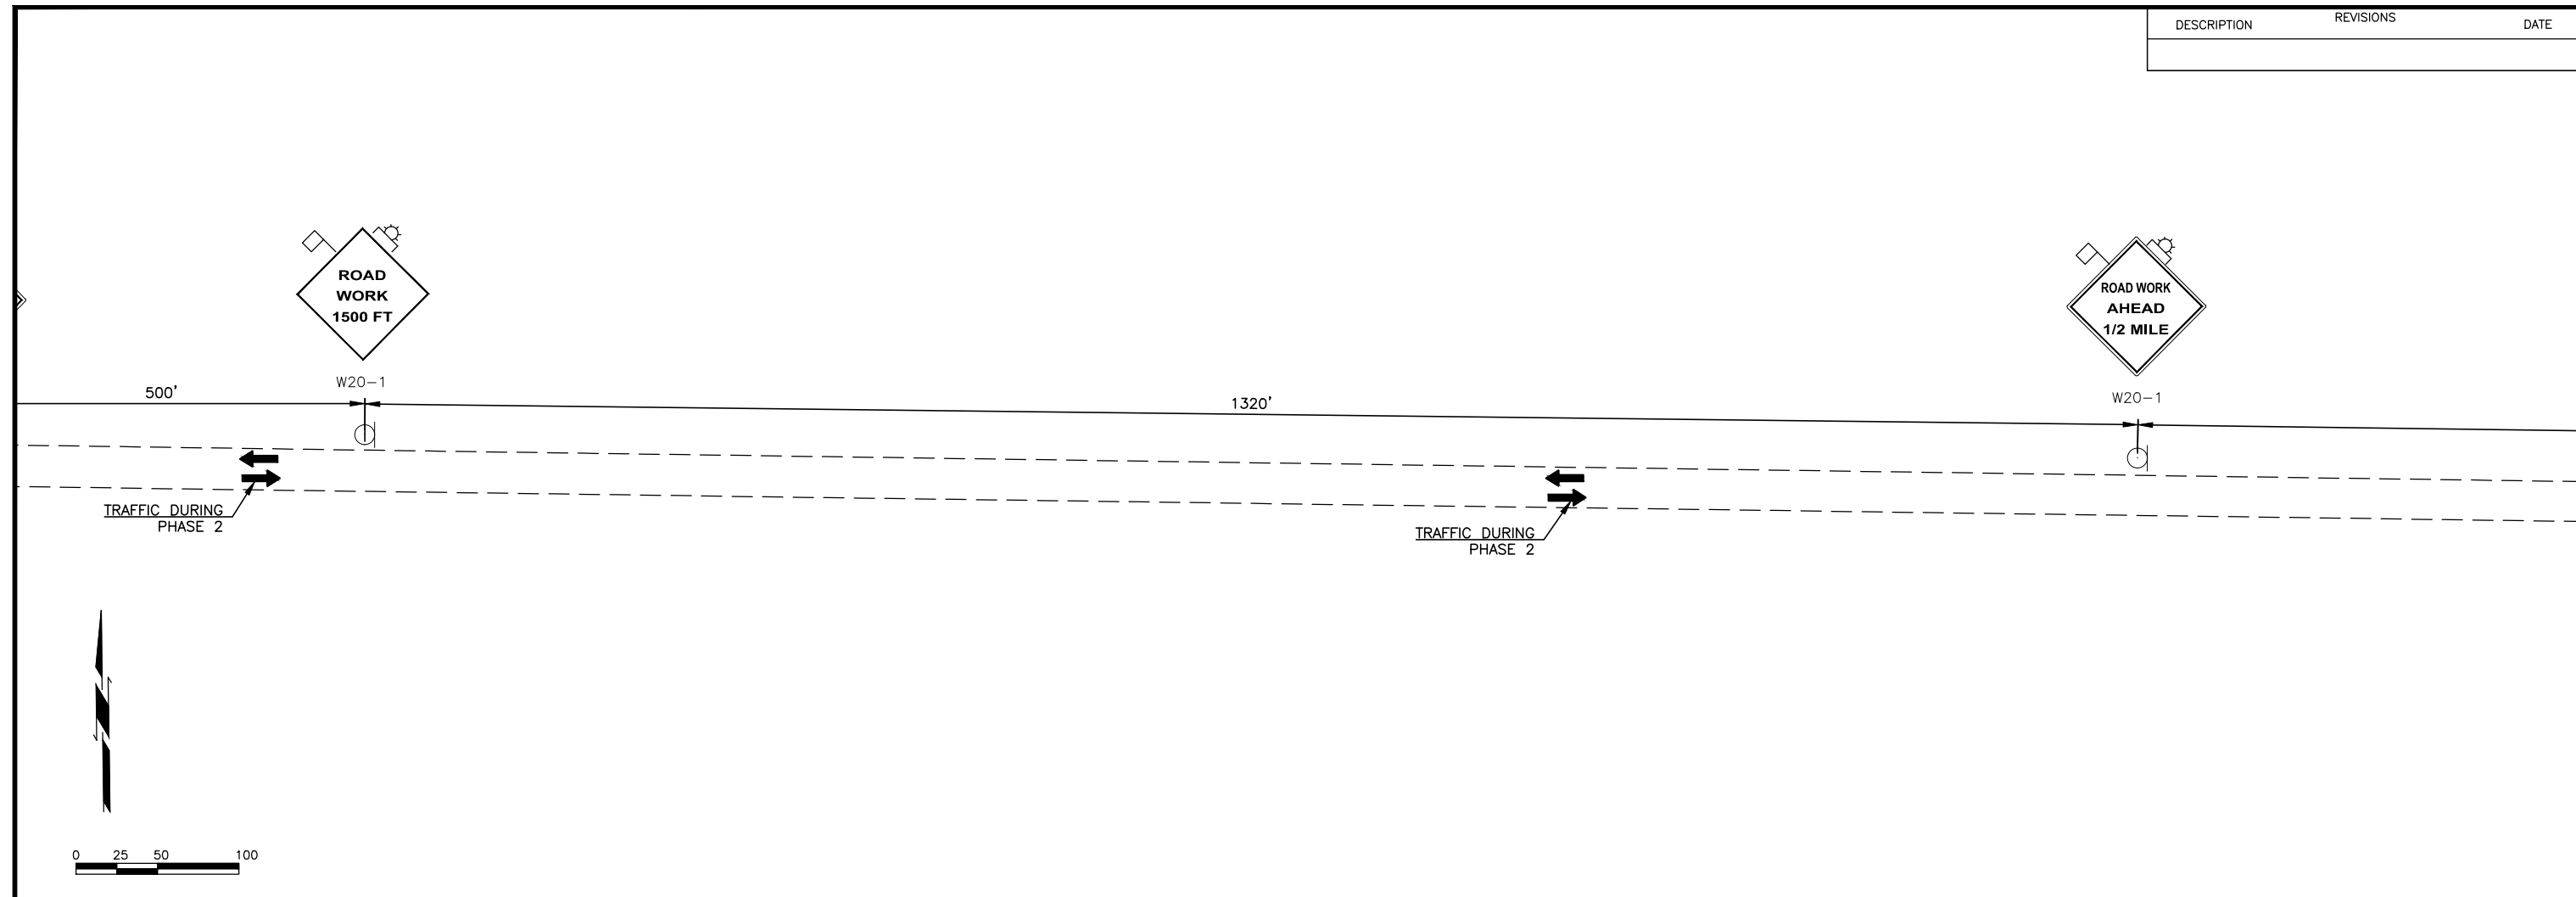 REVISIONS
DESCRIPTION DATE
ROAD
WORK
1500 FT
W20-1
ROAD WORK
AHEAD
1/2 MILE
W20-1
500'
1320'
TRAFFIC DURING
PHASE 2
TRAFFIC DURING
PHASE 2
0 25 50 100